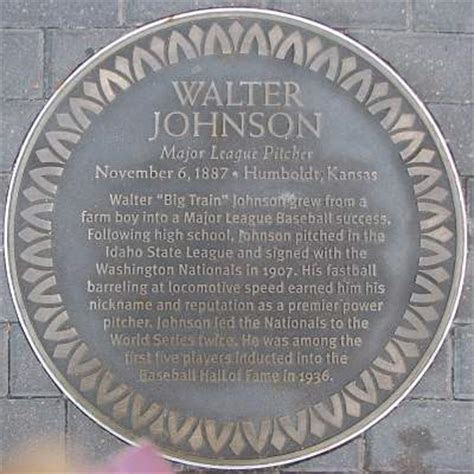 WALTER
JOHNSON
Major League Pitcher
November 6, 1887 • Humboldt, Kansas
Walter "Big Train" Johnson grew from a
farm boy into a Major League Baseball success.
Following high school, Johnson pitched in the
Idaho State League and signed with the
Washington Nationals in 1907. His fastball
barreling at locomotive speed earned him his
nickname and reputation as a premier power
pitcher. Johnson led the Nationals to the
World Series twice. He was among the
first five players inducted into the
Baseball Hall of Fame in 1936.